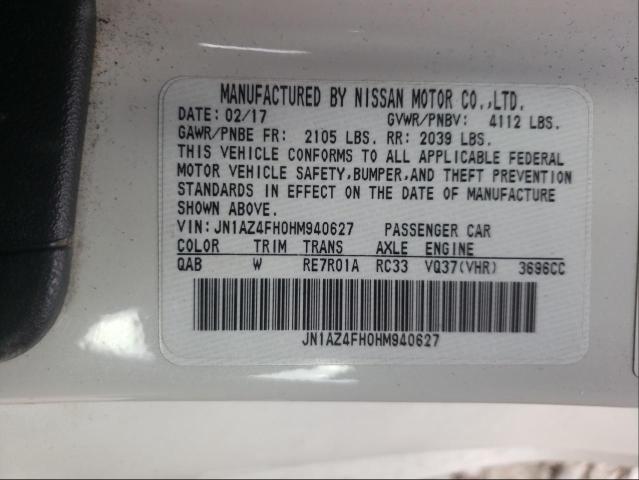 MANUFACTURED BY NISSAN MOTOR CO.,LTD.
DATE: 02/17 GVWR/PNBV: 4112 LBS.
GAWR/PNBE FR: 2105 LBS. RR: 2039 LBS.
THIS VEHICLE CONFORMS TO ALL APPLICABLE FEDERAL
MOTOR VEHICLE SAFETY,BUMPER,AND THEFT PREVENTION
STANDARDS IN EFFECT ON THE DATE OF MANUFACTURE
SHOWN ABOVE.
VIN: JN1AZ4FH0HM940627 PASSENGER CAR
COLOR TRIM TRANS AXLE ENGINE
QAB W RE7R01A RC33 VQ37(VHR) 3696CC
JN1AZ4FH0HM940627